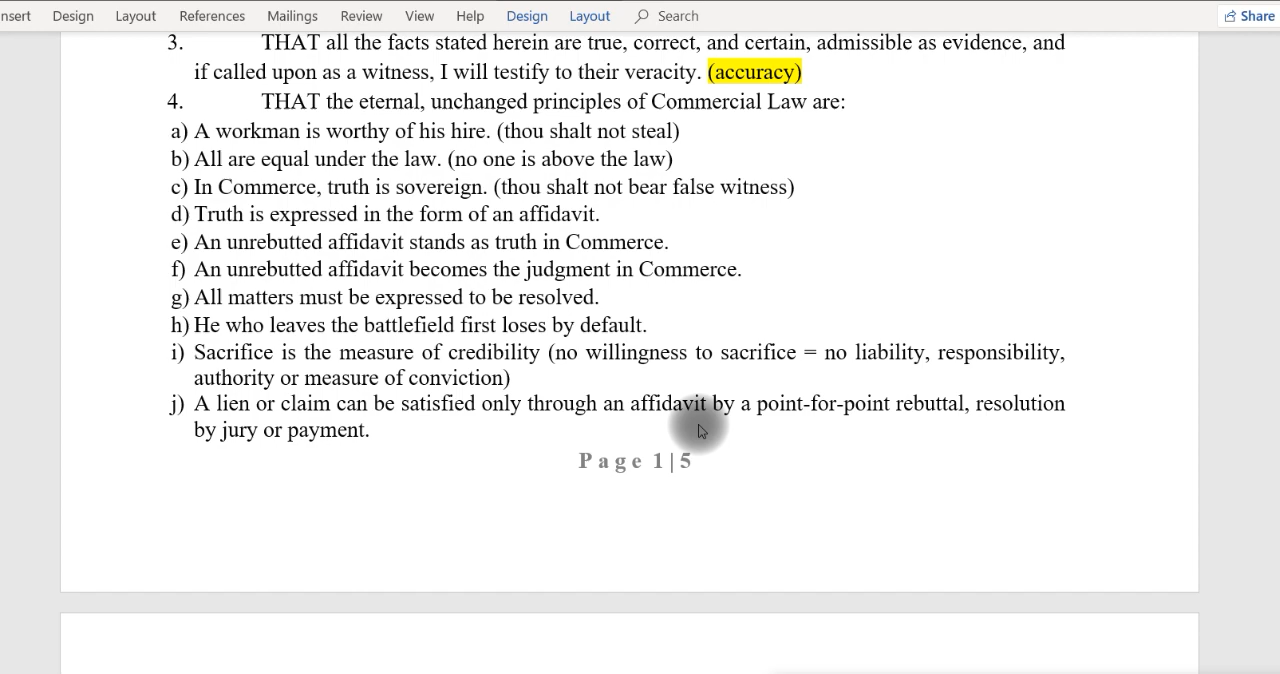 nsert Design Layout References Mailings Review View Help Design Layout Search Share
3. THAT all the facts stated herein are true, correct, and certain, admissible as evidence, and
if called upon as a witness, I will testify to their veracity. (accuracy)
4. THAT the eternal, unchanged principles of Commercial Law are:
a) A workman is worthy of his hire. (thou shalt not steal)
b) All are equal under the law. (no one is above the law)
c) In Commerce, truth is sovereign. (thou shalt not bear false witness)
d) Truth is expressed in the form of an affidavit.
e) An unrebutted affidavit stands as truth in Commerce.
f) An unrebutted affidavit becomes the judgment in Commerce.
g) All matters must be expressed to be resolved.
h) He who leaves the battlefield first loses by default.
i) Sacrifice is the measure of credibility (no willingness to sacrifice = no liability, responsibility,
authority or measure of conviction)
j) A lien or claim can be satisfied only through an affidavit by a point-for-point rebuttal, resolution
by jury or payment.
Page 1|5